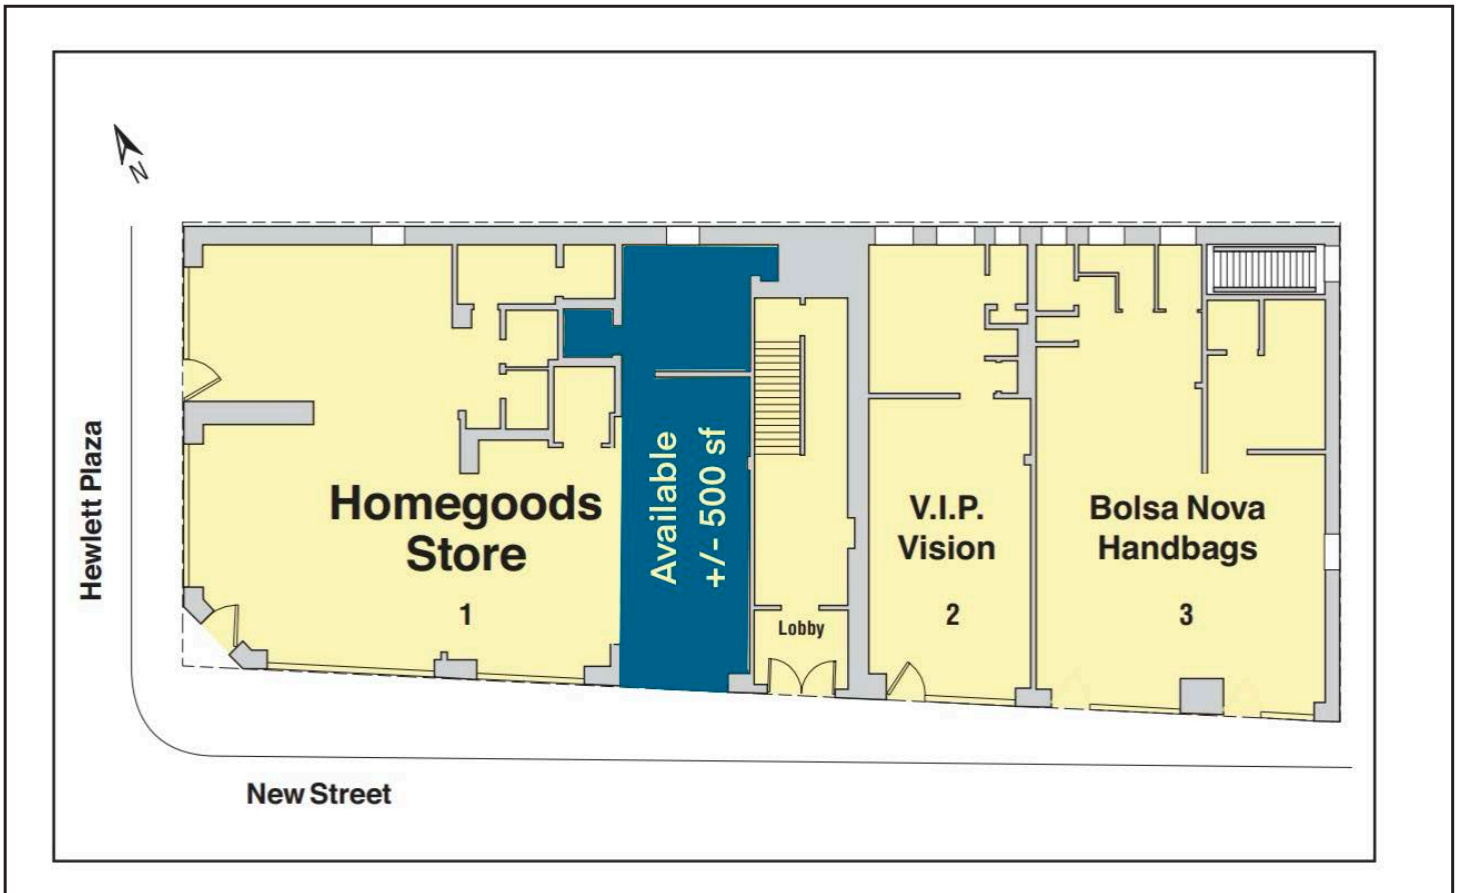 N
Hewlett Plaza
Homegoods
Store
1
Available
+/- 500 sf
Lobby
V.I.P.
Vision
2
Bolsa Nova
Handbags
3
New Street